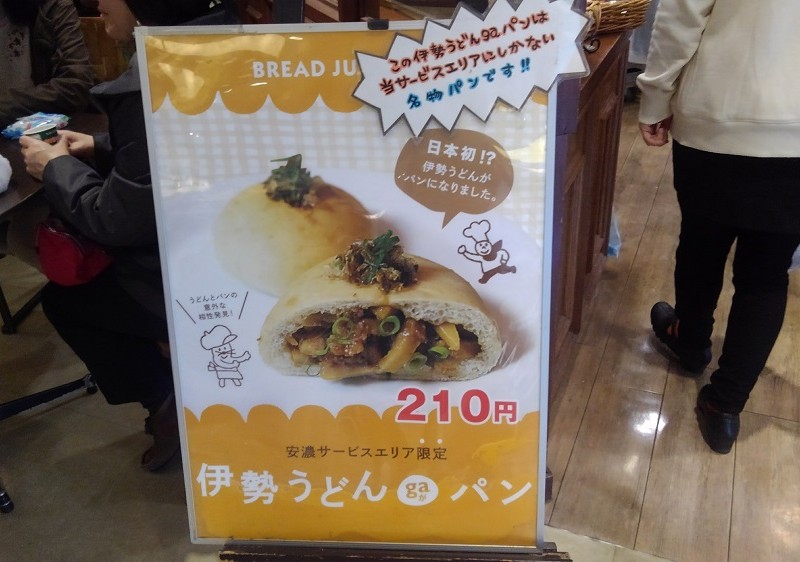 BREAD JU
この伊勢うどんgaパンは
当サービスエリアにしかない
名物パンです!!
日本初!?
伊勢うどんが
パンになりました。
うどんとパンの
意外な
相性発見!
210円
安濃サービスエリア限定
伊勢うどんgaがパン